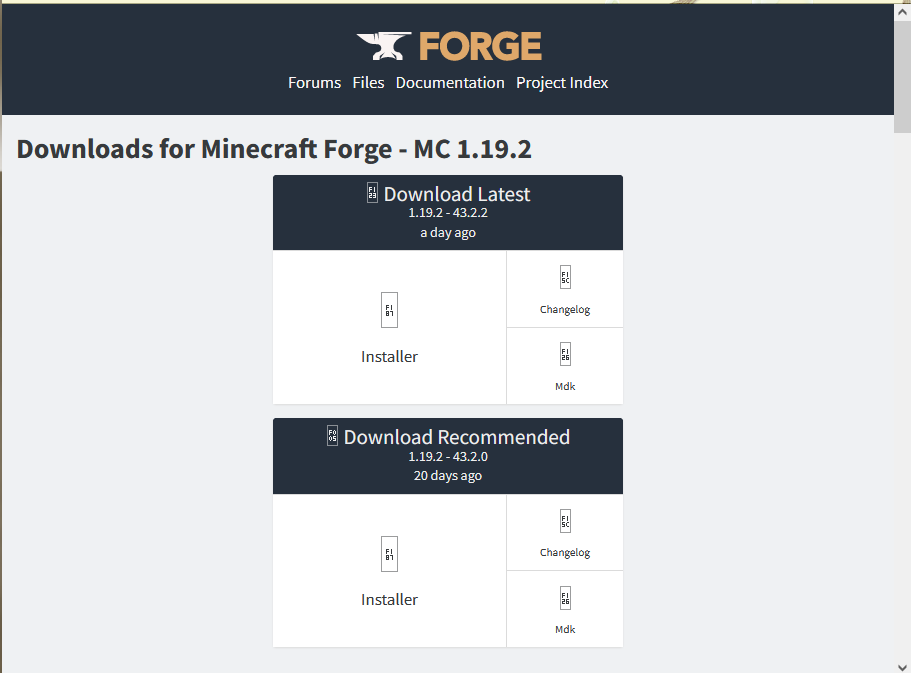 FORGE
Forums Files Documentation Project Index
Downloads for Minecraft Forge - MC 1.19.2
Download Latest
1.19.2 - 43.2.2
a day ago
Installer
Changelog
Mdk
Download Recommended
1.19.2 - 43.2.0
20 days ago
Installer
Changelog
Mdk